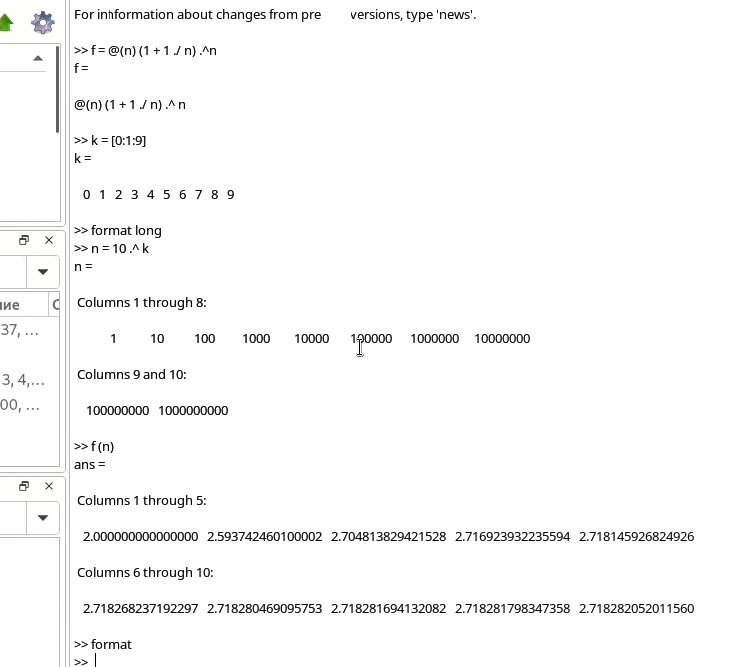 For information about changes from pre versions, type 'news'.
>> f = @(n) (1 + 1 ./ n) .^n
f =
@(n) (1 + 1 ./ n) .^ n
>> k = [0:1:9]
k =
0 1 2 3 4 5 6 7 8 9
>> format long
>> n = 10 .^ k
n =
Columns 1 through 8:
1 10 100 1000 10000 100000 1000000 10000000
ние
37, ...
Columns 9 and 10:
3, 4,...
00, ...
100000000 1000000000
>> f (n)
ans =
Columns 1 through 5:
2.000000000000000 2.593742460100002 2.704813829421528 2.716923932235594 2.718145926824926
Columns 6 through 10:
2.718268237192297 2.718280469095753 2.718281694132082 2.718281798347358 2.718282052011560
>> format
>>